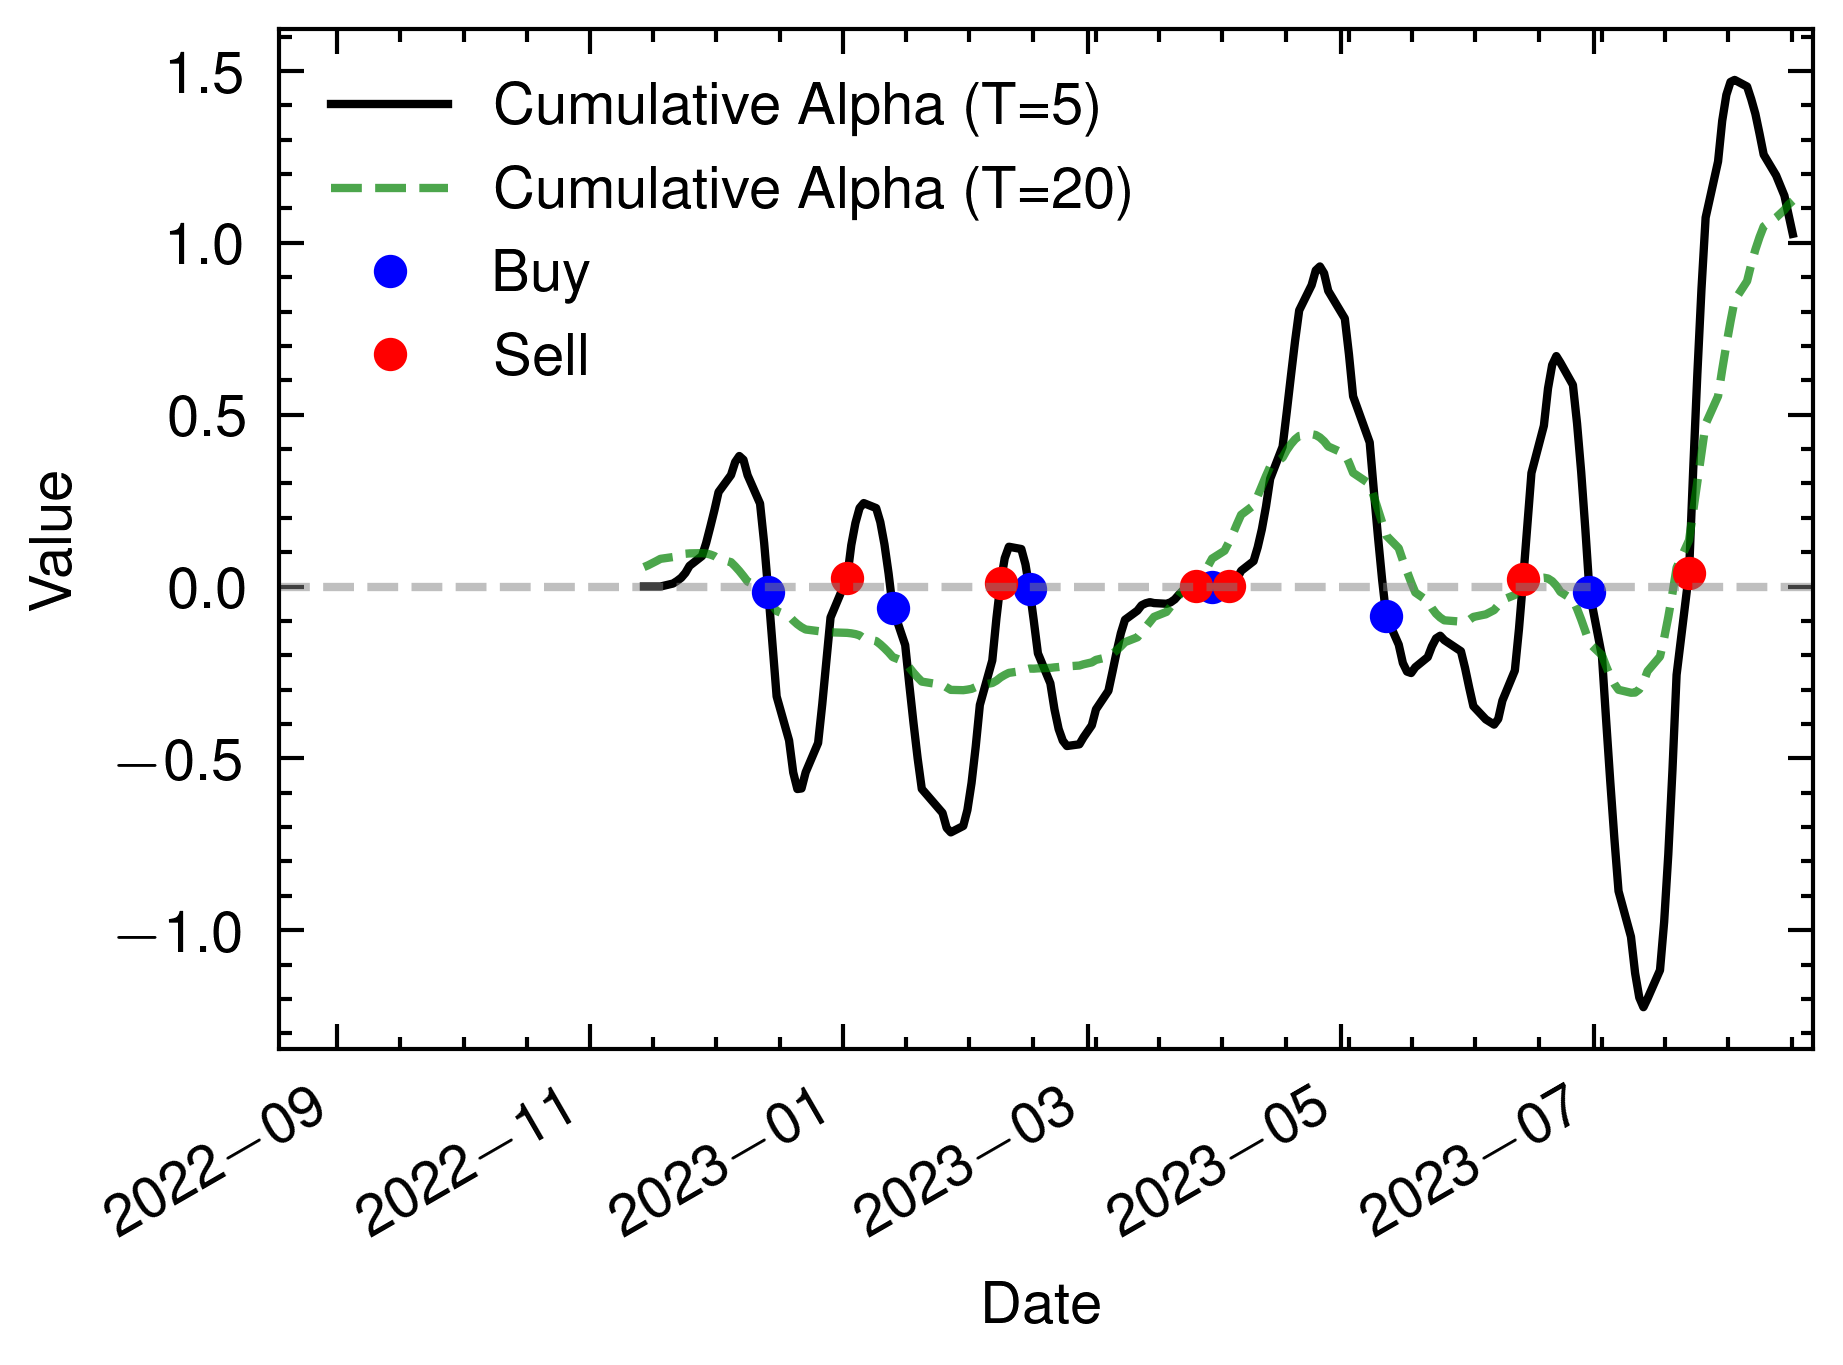 Cumulative Alpha (T=5)
Cumulative Alpha (T=20)
Buy
Sell
1.5
1.0
0.5
0.0
−0.5
−1.0
Value
2022−09
2022−11
2023−01
2023−03
2023−05
2023−07
Date